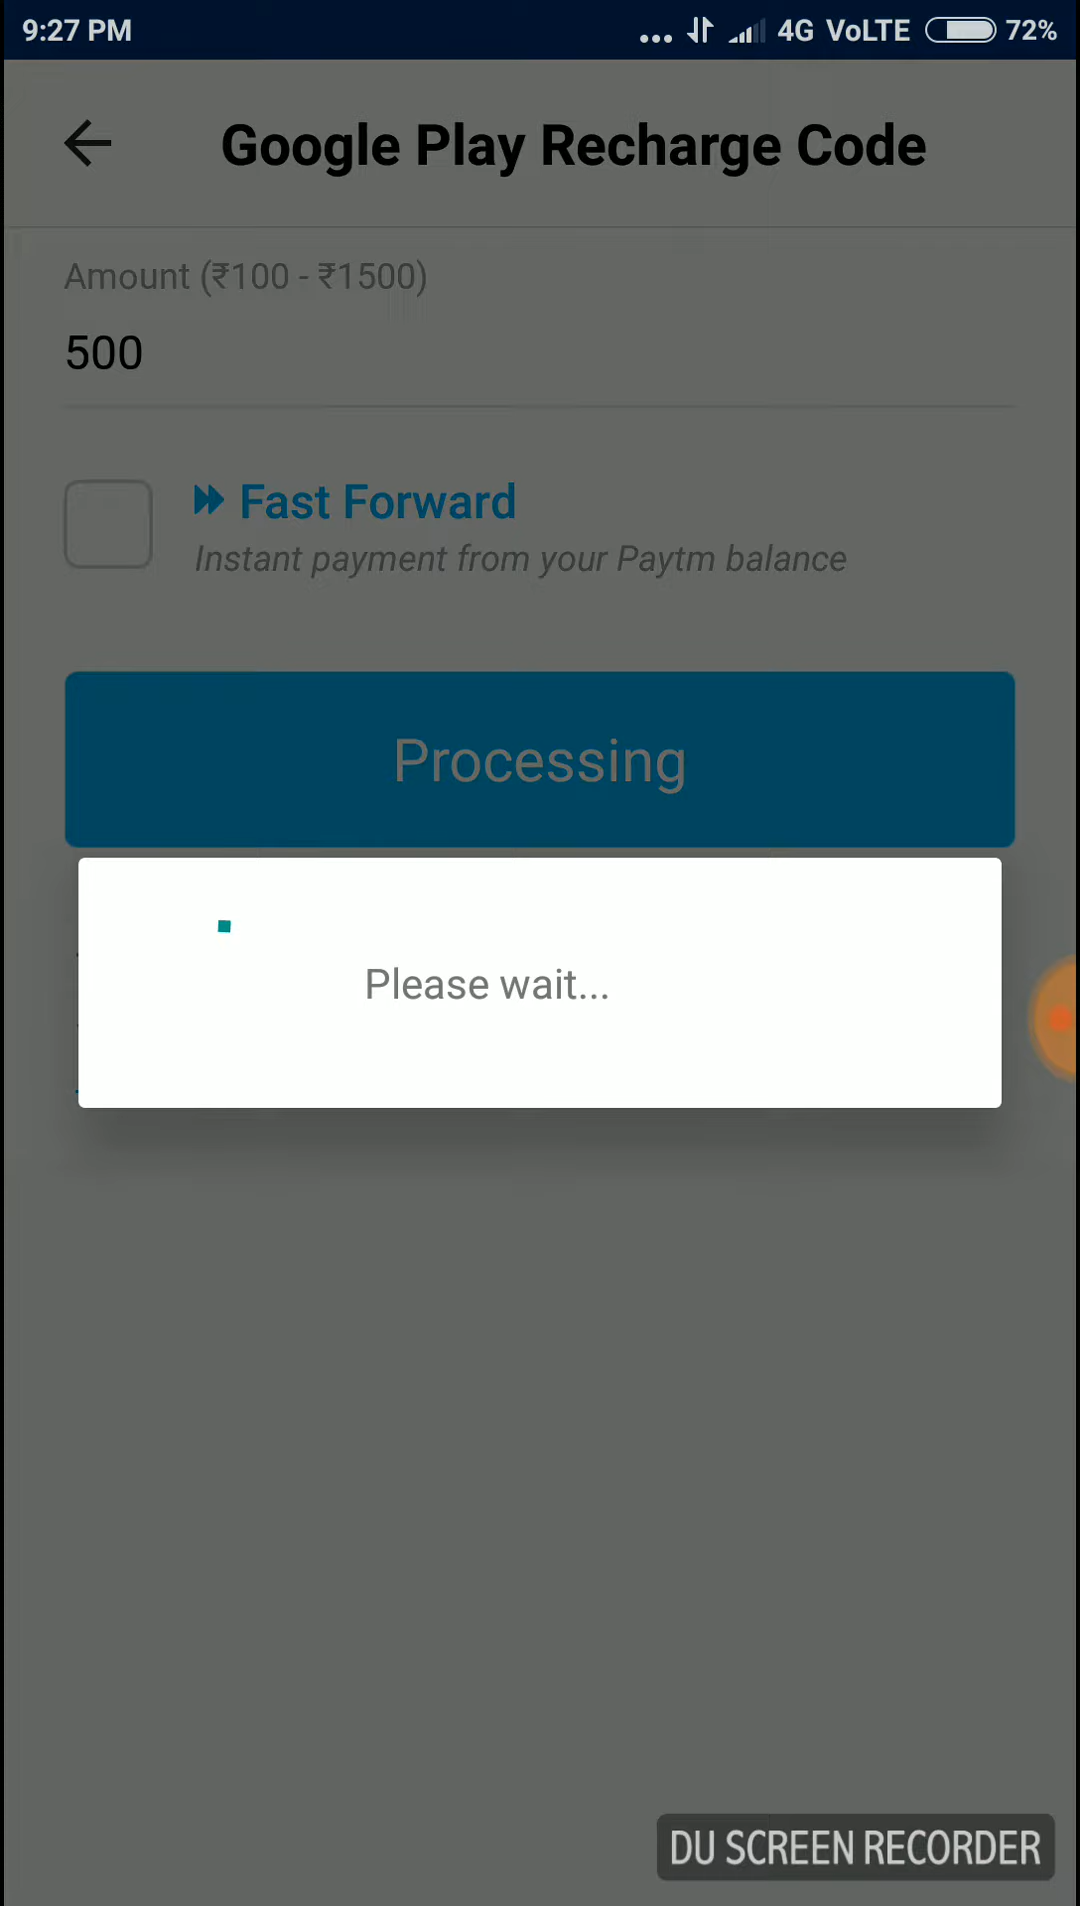 9:27 PM
... 4G VoLTE 72%
Google Play Recharge Code
Amount (₹100 - ₹1500)
500
Fast Forward
Instant payment from your Paytm balance
Processing
Please wait...
DU SCREEN RECORDER